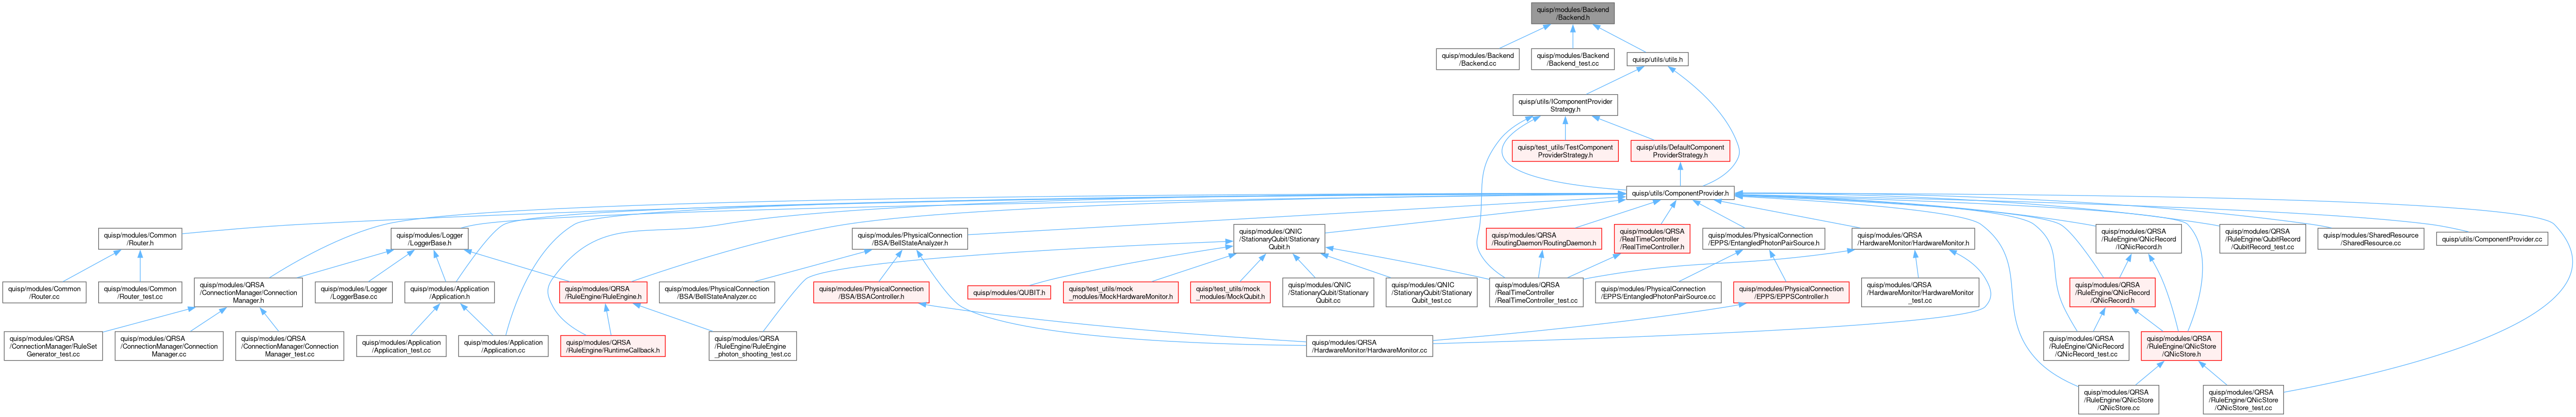 quisp/modules/Backend
/Backend.h
quisp/modules/Backend
/Backend.cc
quisp/modules/Backend
/Backend_test.cc
quisp/utils/utils.h
quisp/utils/IComponentProvider
Strategy.h
quisp/test_utils/TestComponent
ProviderStrategy.h
quisp/utils/DefaultComponent
ProviderStrategy.h
quisp/utils/ComponentProvider.h
quisp/modules/Common
/Router.h
quisp/modules/Logger
/LoggerBase.h
quisp/modules/PhysicalConnection
/BSA/BellStateAnalyzer.h
quisp/modules/QNIC
/StationaryQubit/Stationary
Qubit.h
quisp/modules/QRSA
/RoutingDaemon/RoutingDaemon.h
quisp/modules/QRSA
/RealTimeController
/RealTimeController.h
quisp/modules/PhysicalConnection
/EPPS/EntangledPhotonPairSource.h
quisp/modules/QRSA
/HardwareMonitor/HardwareMonitor.h
quisp/modules/QRSA
/RuleEngine/QNicRecord
/IQNicRecord.h
quisp/modules/QRSA
/RuleEngine/QubitRecord
/QubitRecord_test.cc
quisp/modules/SharedResource
/SharedResource.cc
quisp/utils/ComponentProvider.cc
quisp/modules/Common
/Router.cc
quisp/modules/Common
/Router_test.cc
quisp/modules/QRSA
/ConnectionManager/Connection
Manager.h
quisp/modules/Logger
/LoggerBase.cc
quisp/modules/Application
/Application.h
quisp/modules/QRSA
/RuleEngine/RuleEngine.h
quisp/modules/PhysicalConnection
/BSA/BellStateAnalyzer.cc
quisp/modules/PhysicalConnection
/BSA/BSAController.h
quisp/modules/QUBIT.h
quisp/test_utils/mock
_modules/MockHardwareMonitor.h
quisp/test_utils/mock
_modules/MockQubit.h
quisp/modules/QNIC
/StationaryQubit/Stationary
Qubit.cc
quisp/modules/QNIC
/StationaryQubit/Stationary
Qubit_test.cc
quisp/modules/QRSA
/RealTimeController
/RealTimeController_test.cc
quisp/modules/PhysicalConnection
/EPPS/EntangledPhotonPairSource.cc
quisp/modules/PhysicalConnection
/EPPS/EPPSController.h
quisp/modules/QRSA
/HardwareMonitor/HardwareMonitor
_test.cc
quisp/modules/QRSA
/RuleEngine/QNicRecord
/QNicRecord.h
quisp/modules/QRSA
/ConnectionManager/RuleSet
Generator_test.cc
quisp/modules/QRSA
/ConnectionManager/Connection
Manager.cc
quisp/modules/QRSA
/ConnectionManager/Connection
Manager_test.cc
quisp/modules/Application
/Application_test.cc
quisp/modules/Application
/Application.cc
quisp/modules/QRSA
/RuleEngine/RuntimeCallback.h
quisp/modules/QRSA
/RuleEngine/RuleEngine
_photon_shooting_test.cc
quisp/modules/QRSA
/HardwareMonitor/HardwareMonitor.cc
quisp/modules/QRSA
/RuleEngine/QNicRecord
/QNicRecord_test.cc
quisp/modules/QRSA
/RuleEngine/QNicStore
/QNicStore.h
quisp/modules/QRSA
/RuleEngine/QNicStore
/QNicStore.cc
quisp/modules/QRSA
/RuleEngine/QNicStore
/QNicStore_test.cc